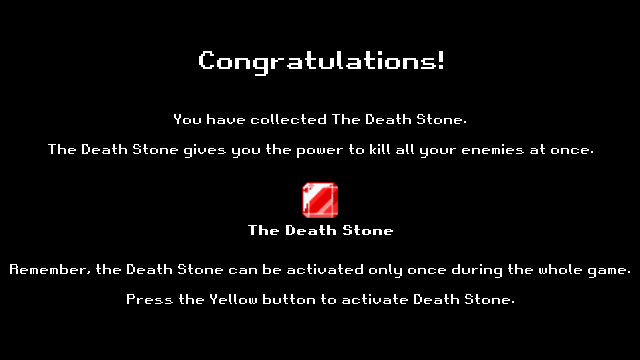 Congratulations!
You have collected The Death Stone.
The Death Stone gives you the power to kill all your enemies at once.
The Death Stone
Remember, the Death Stone can be activated only once during the whole game.
Press the Yellow button to activate Death Stone.